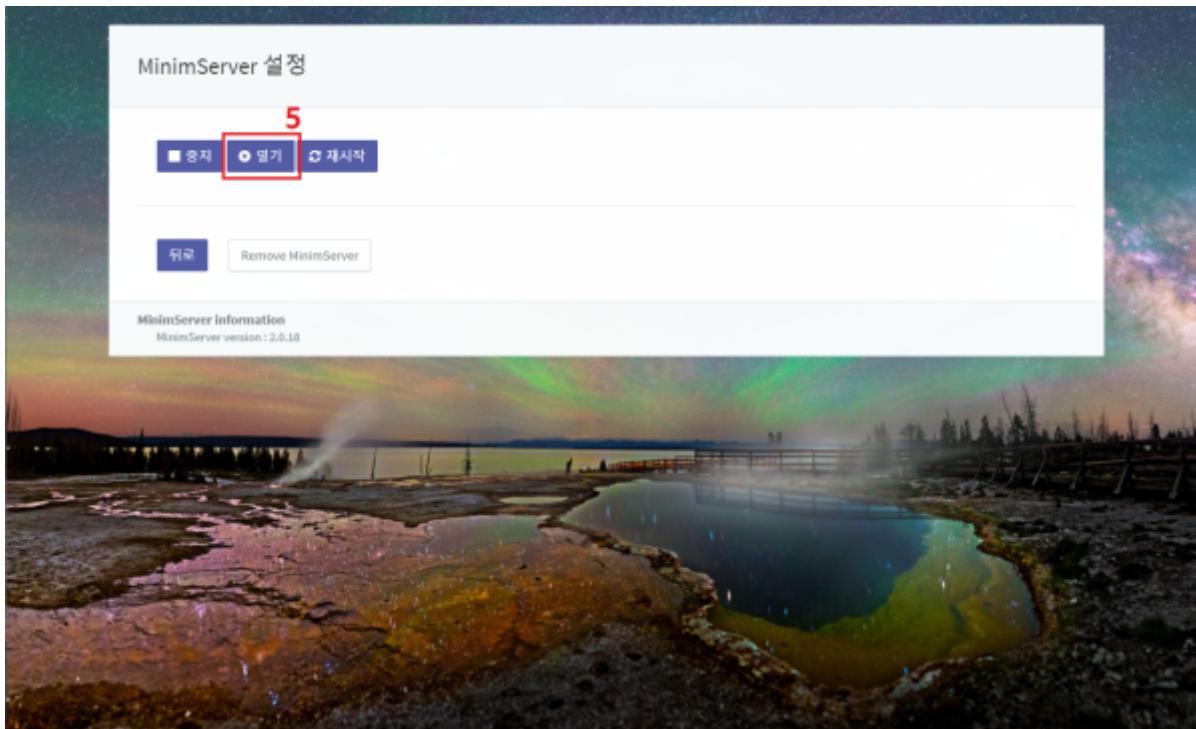 MinimServer 설정
5
중지 열기 재시작
뒤로 Remove MinimServer
MinimServer information
MinimServer version : 2.0.18